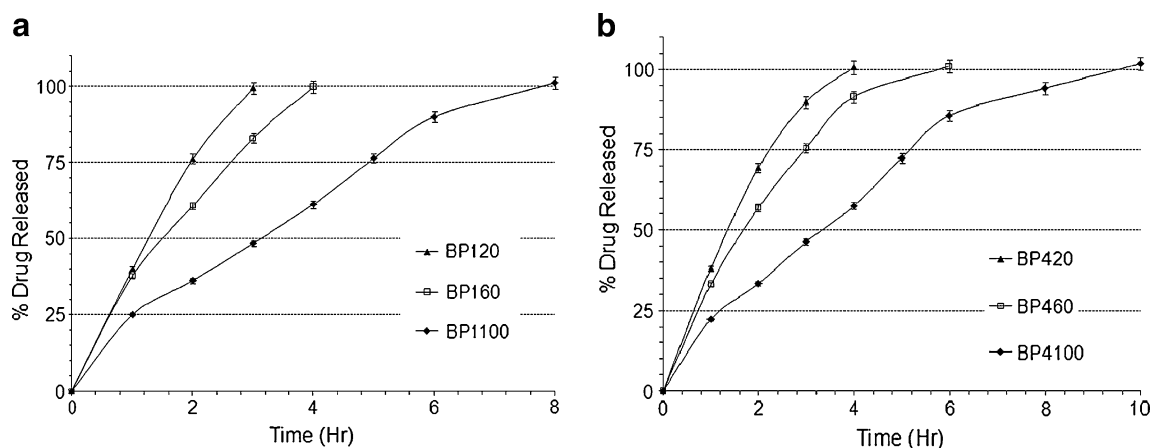 a
100
75
50
25
0
% Drug Released
BP120
BP160
BP1100
0 2 4 6 8
Time (Hr)
b
100
75
50
25
0
% Drug Released
BP420
BP460
BP4100
0 2 4 6 8 10
Time (Hr)